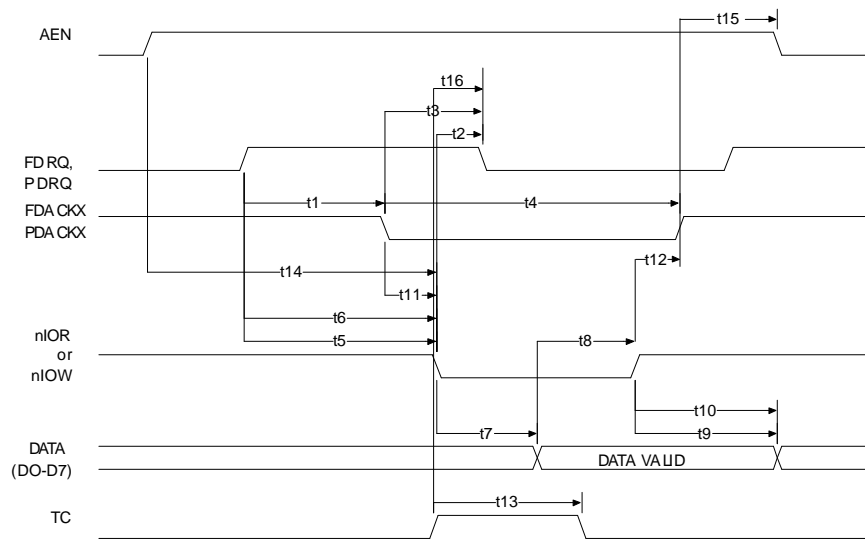 t15
AEN
t16
t3
t2
FDRQ,
PDRQ
t1
t4
FDACKX
PDACKX
t12
t14
t11
t6
nIOR
or
nIOW
t5
t8
t10
t7
t9
DATA
(DO-D7)
DATA VALID
t13
TC